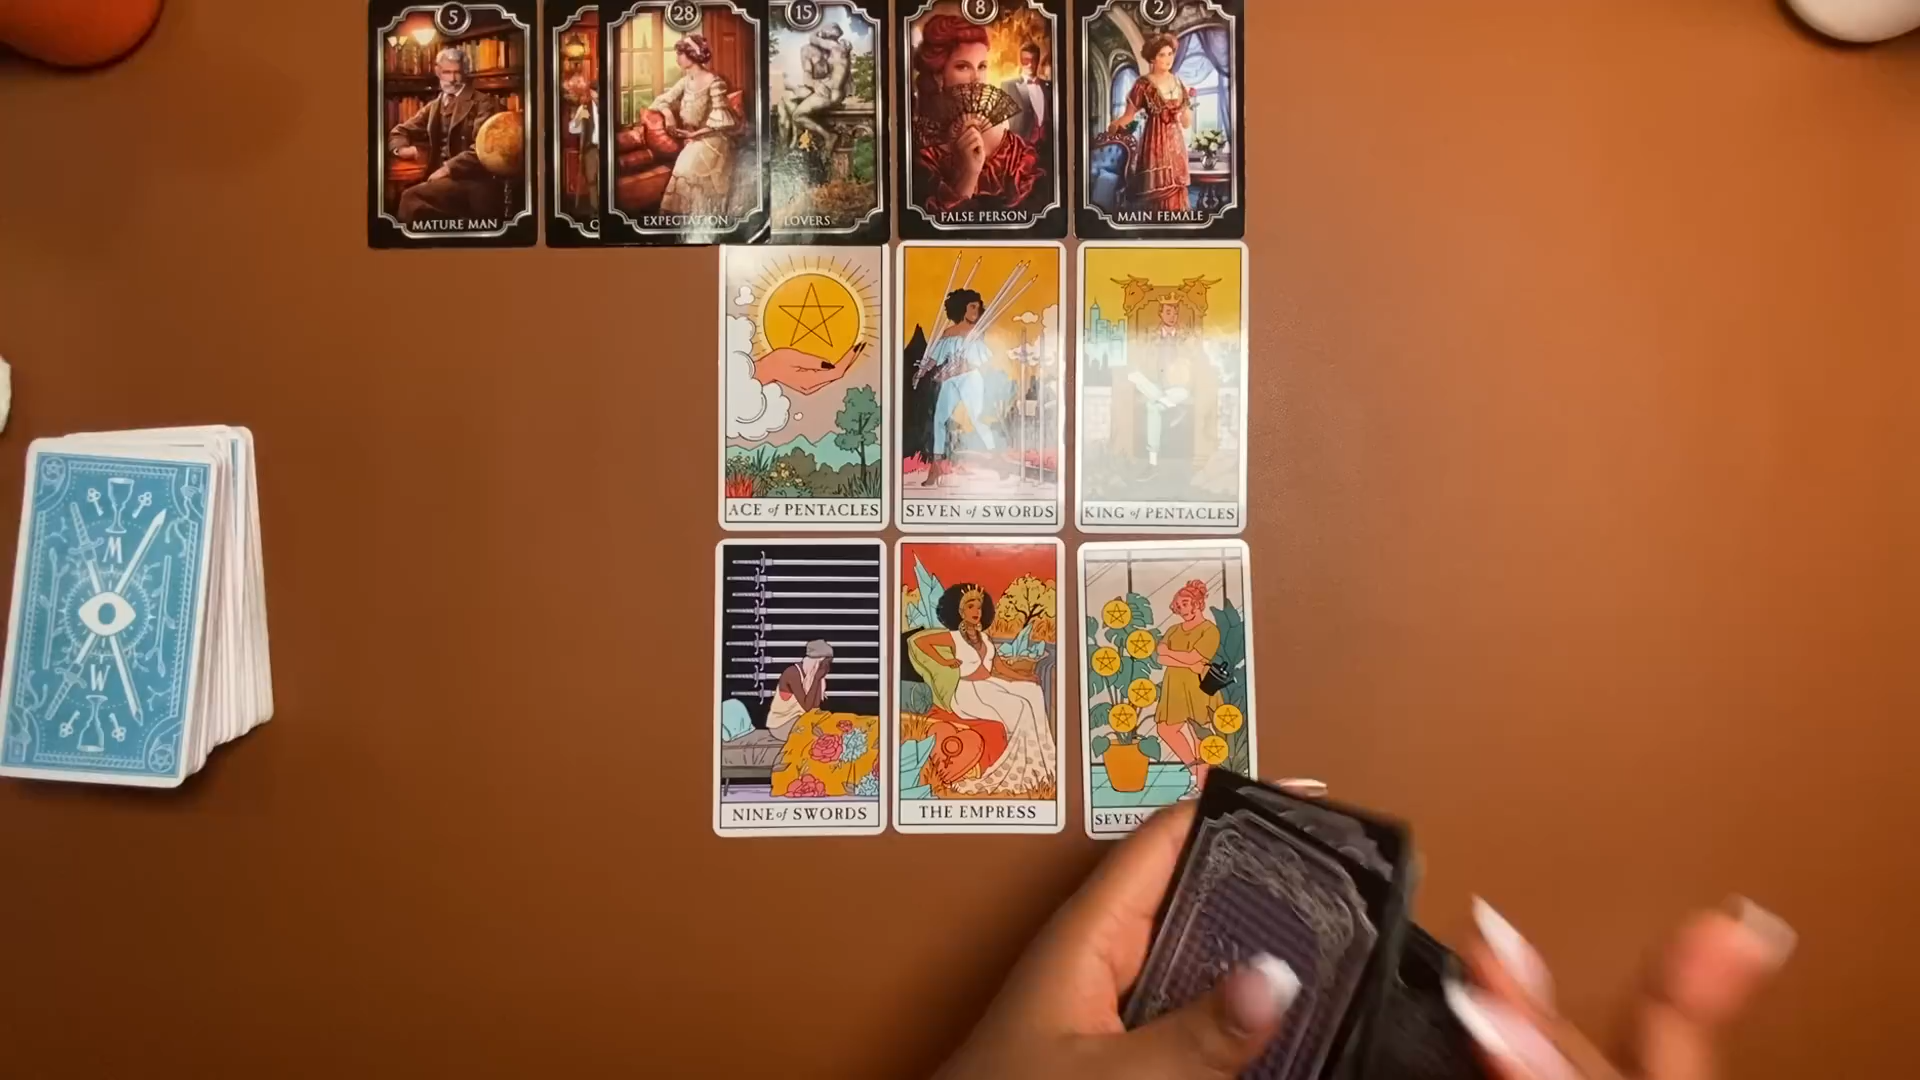 5
28
15
8
2
MATURE MAN
EXPECTATION
LOVERS
FALSE PERSON
MAIN FEMALE
ACE of PENTACLES
SEVEN of SWORDS
KING of PENTACLES
NINE of SWORDS
THE EMPRESS
SEVEN
M
W